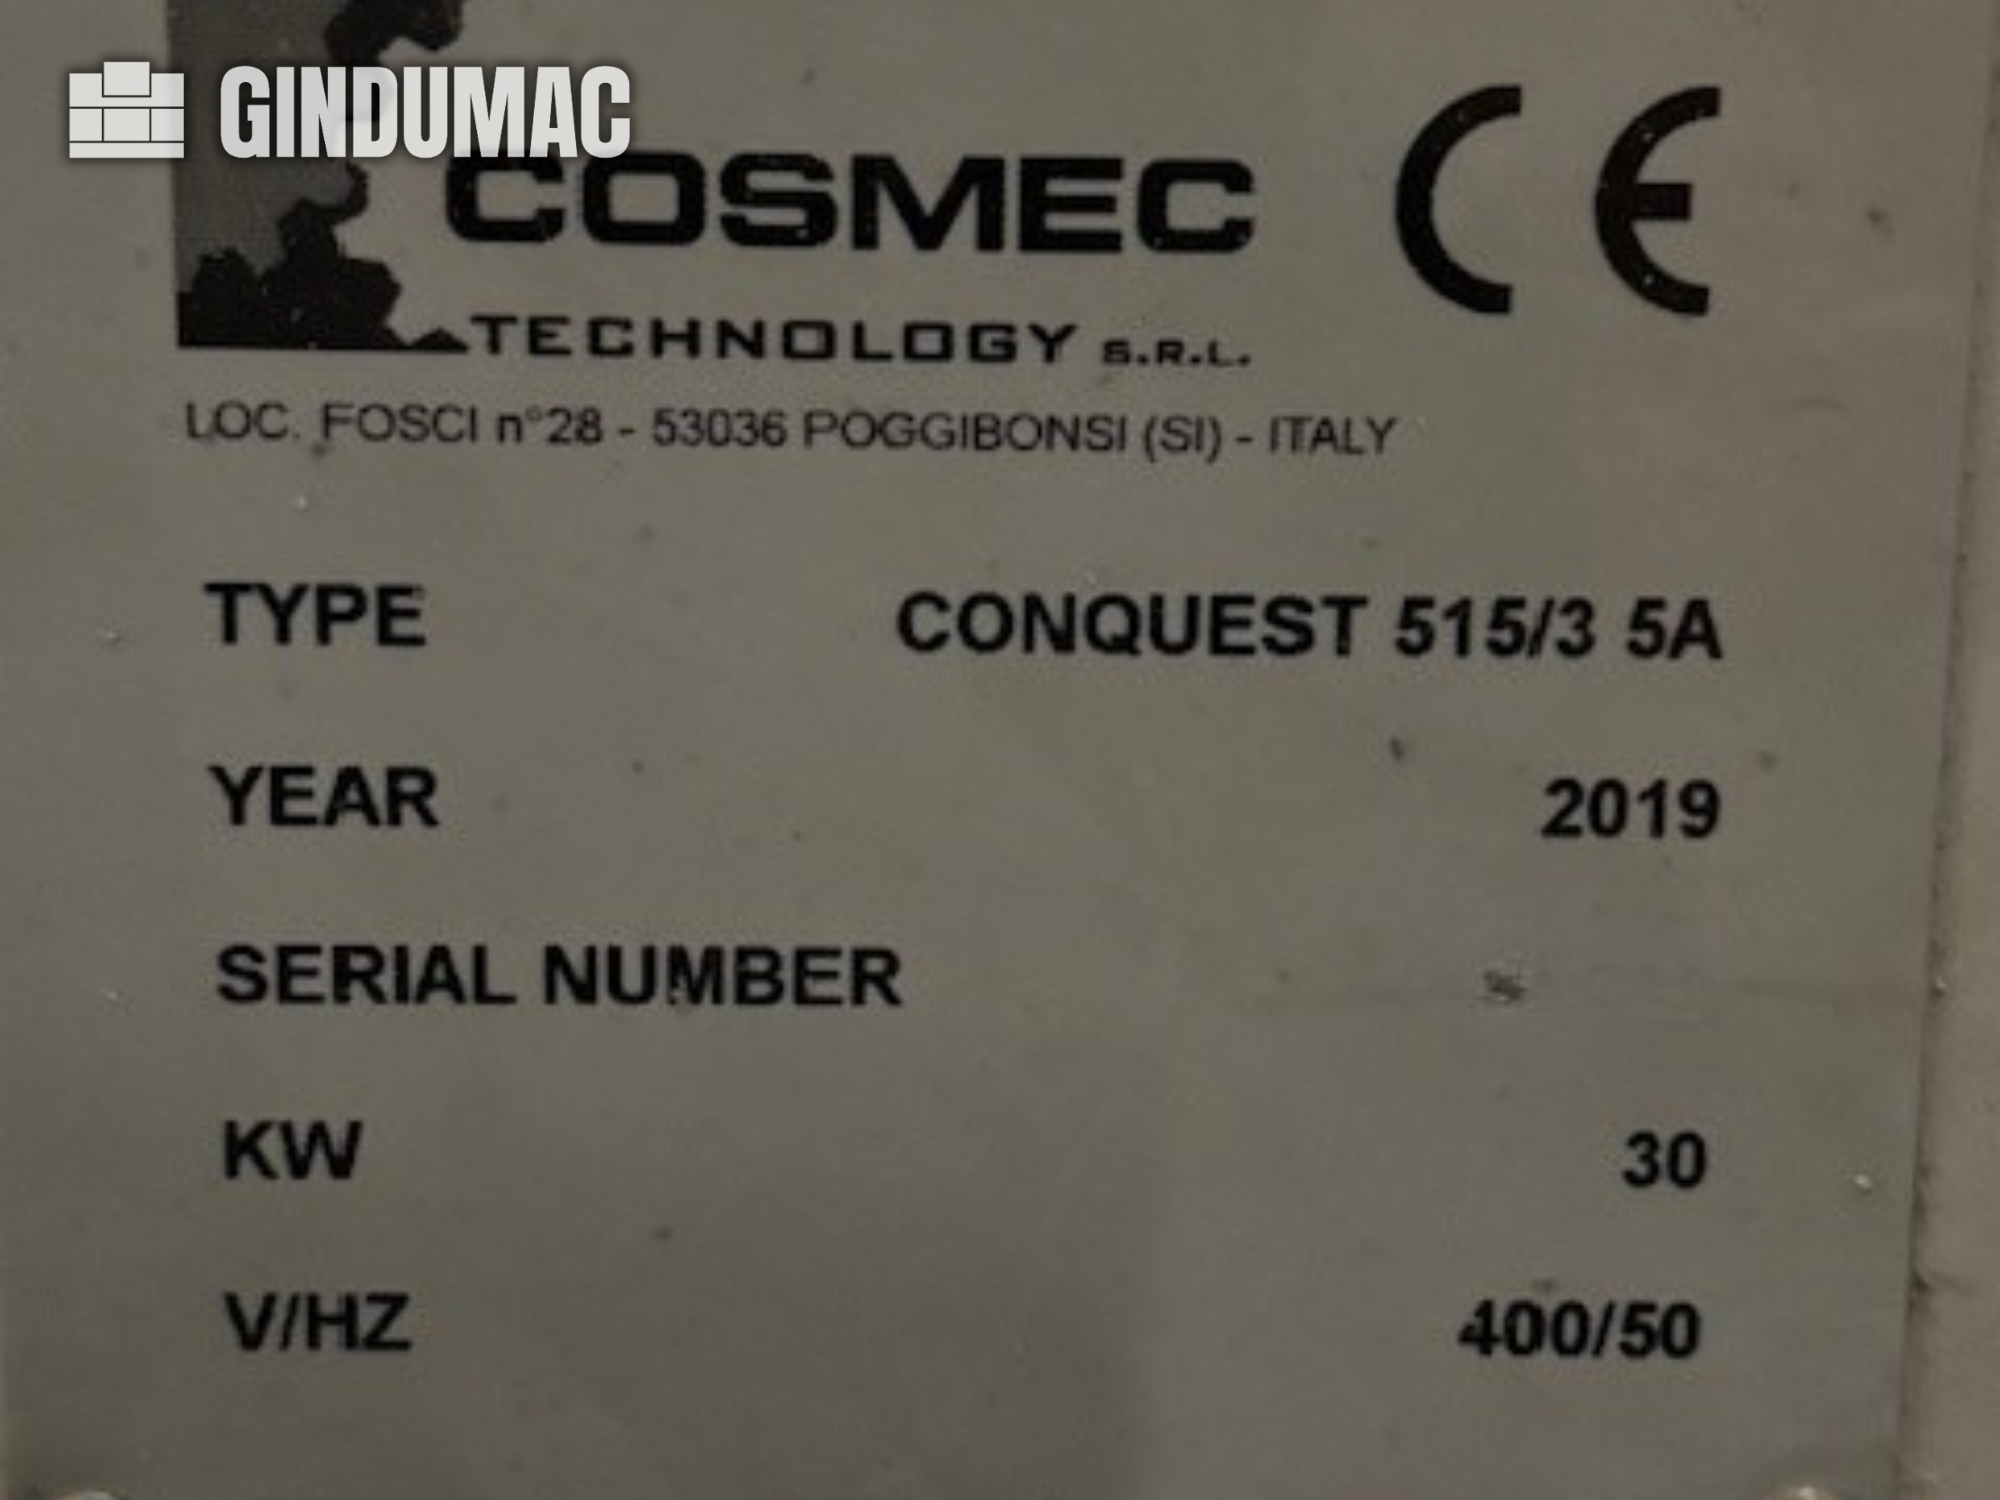 GINDUMAC
COSMEC CE
TECHNOLOGY S.R.L.
LOC. FOSCI n°28 - 53036 POGGIBONSI (SI) - ITALY
TYPE CONQUEST 515/3 5A
YEAR 2019
SERIAL NUMBER
KW 30
V/HZ 400/50